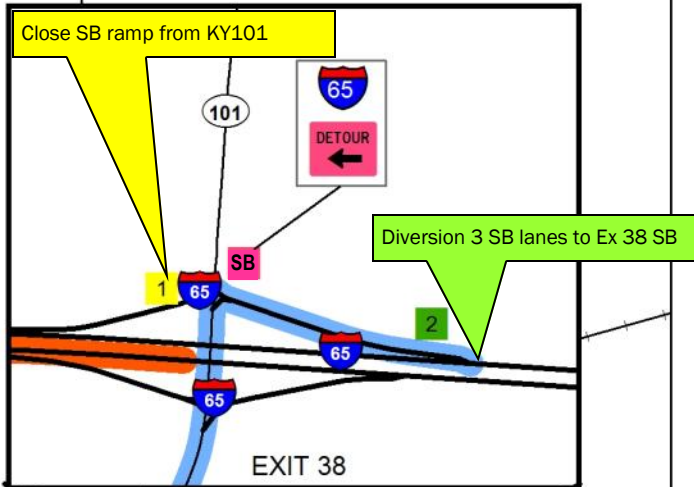 Close SB ramp from KY101
65
101
DETOUR
SB
Diversion 3 SB lanes to Ex 38 SB
1
65
2
65
65
EXIT 38